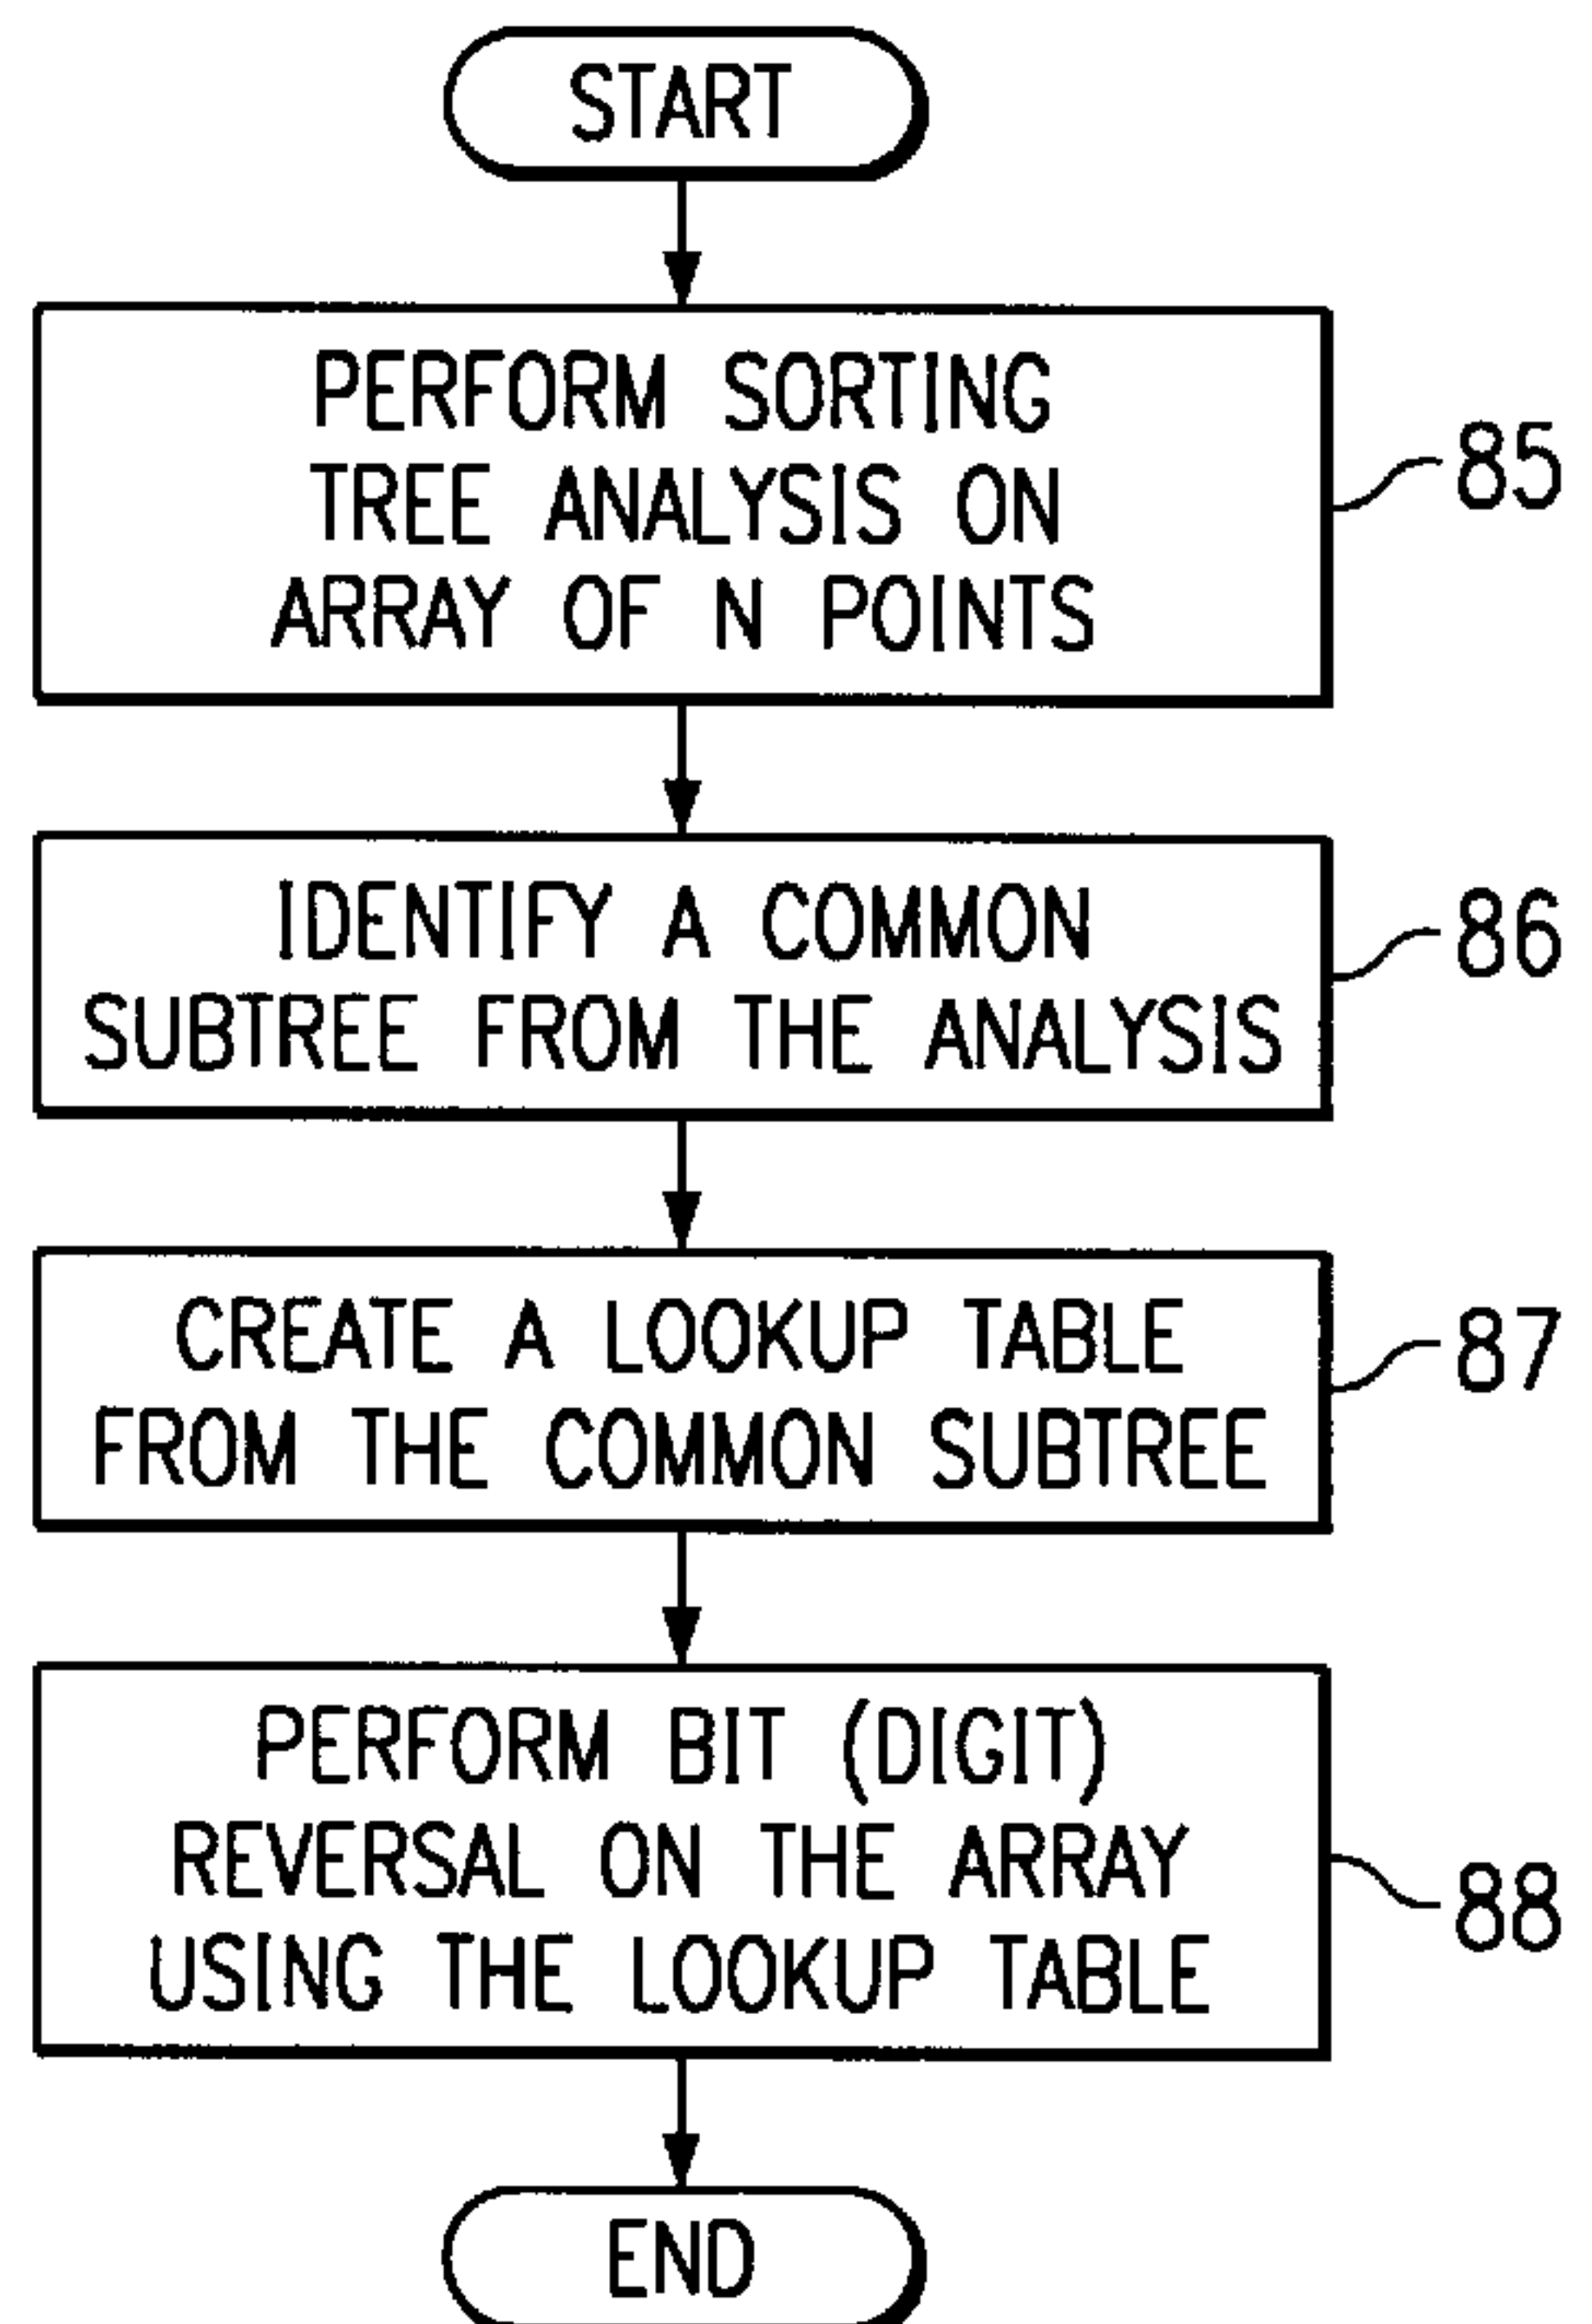 START
PERFORM SORTING
TREE ANALYSIS ON
ARRAY OF N POINTS
85
IDENTIFY A COMMON
SUBTREE FROM THE ANALYSIS
86
CREATE A LOOKUP TABLE
FROM THE COMMON SUBTREE
87
PERFORM BIT (DIGIT)
REVERSAL ON THE ARRAY
USING THE LOOKUP TABLE
88
END